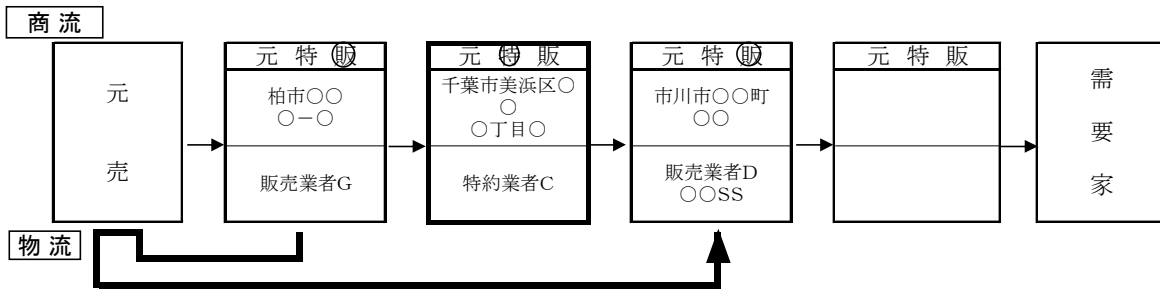 商流
元
売
元 特 販
柏市○○
○－○
販売業者G
元 特 販
千葉市美浜区○
○
○丁目○
特約業者C
元 特 販
市川市○○町
○○
販売業者D
○○SS
元 特 販
需
要
家
物流